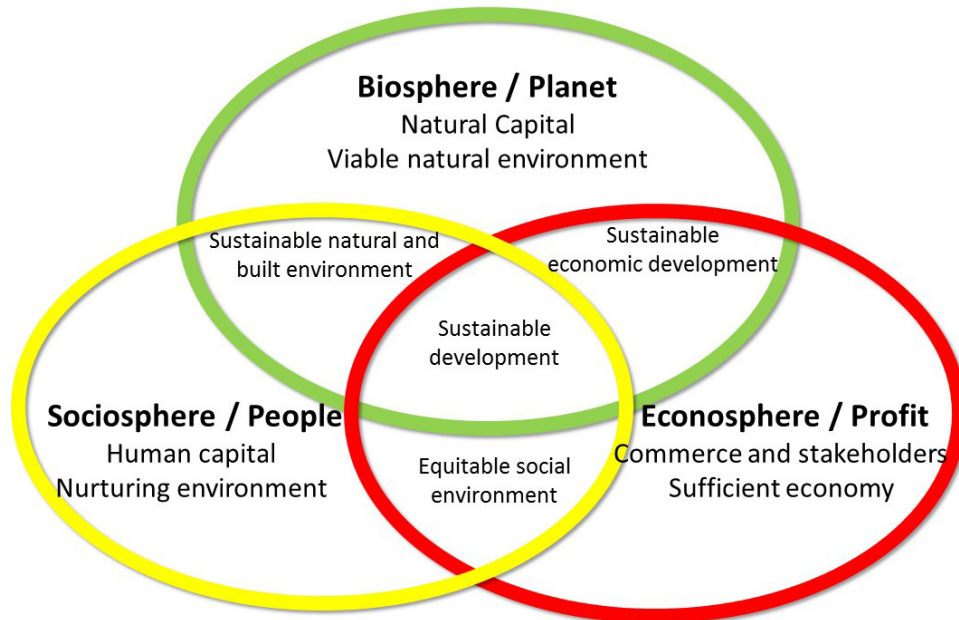 Biosphere / Planet
Natural Capital
Viable natural environment
Sustainable natural and
built environment
Sustainable
economic development
Sustainable
development
Sociosphere / People
Human capital
Nurturing environment
Equitable social
environment
Econosphere / Profit
Commerce and stakeholders
Sufficient economy